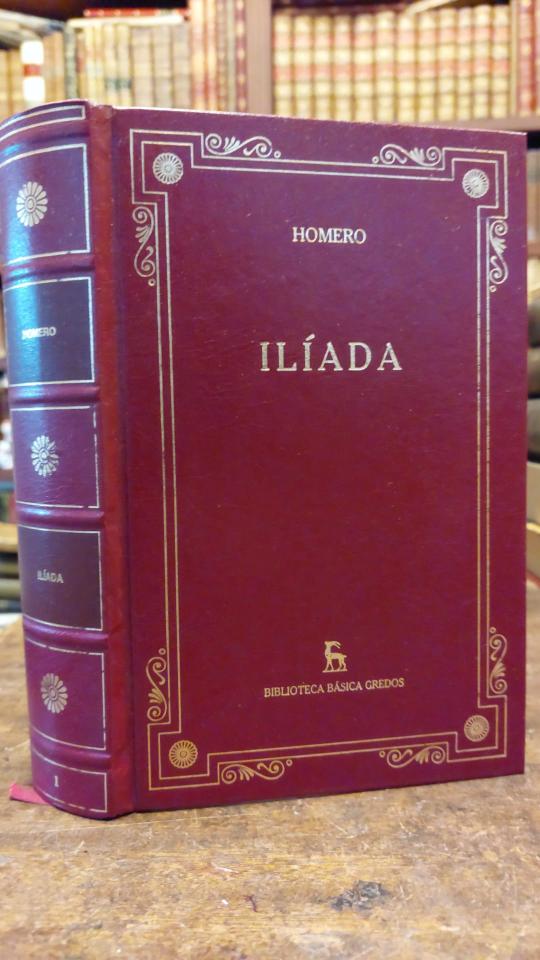 HOMERO
ILÍADA
1
HOMERO
ILÍADA
BIBLIOTECA BÁSICA GREDOS